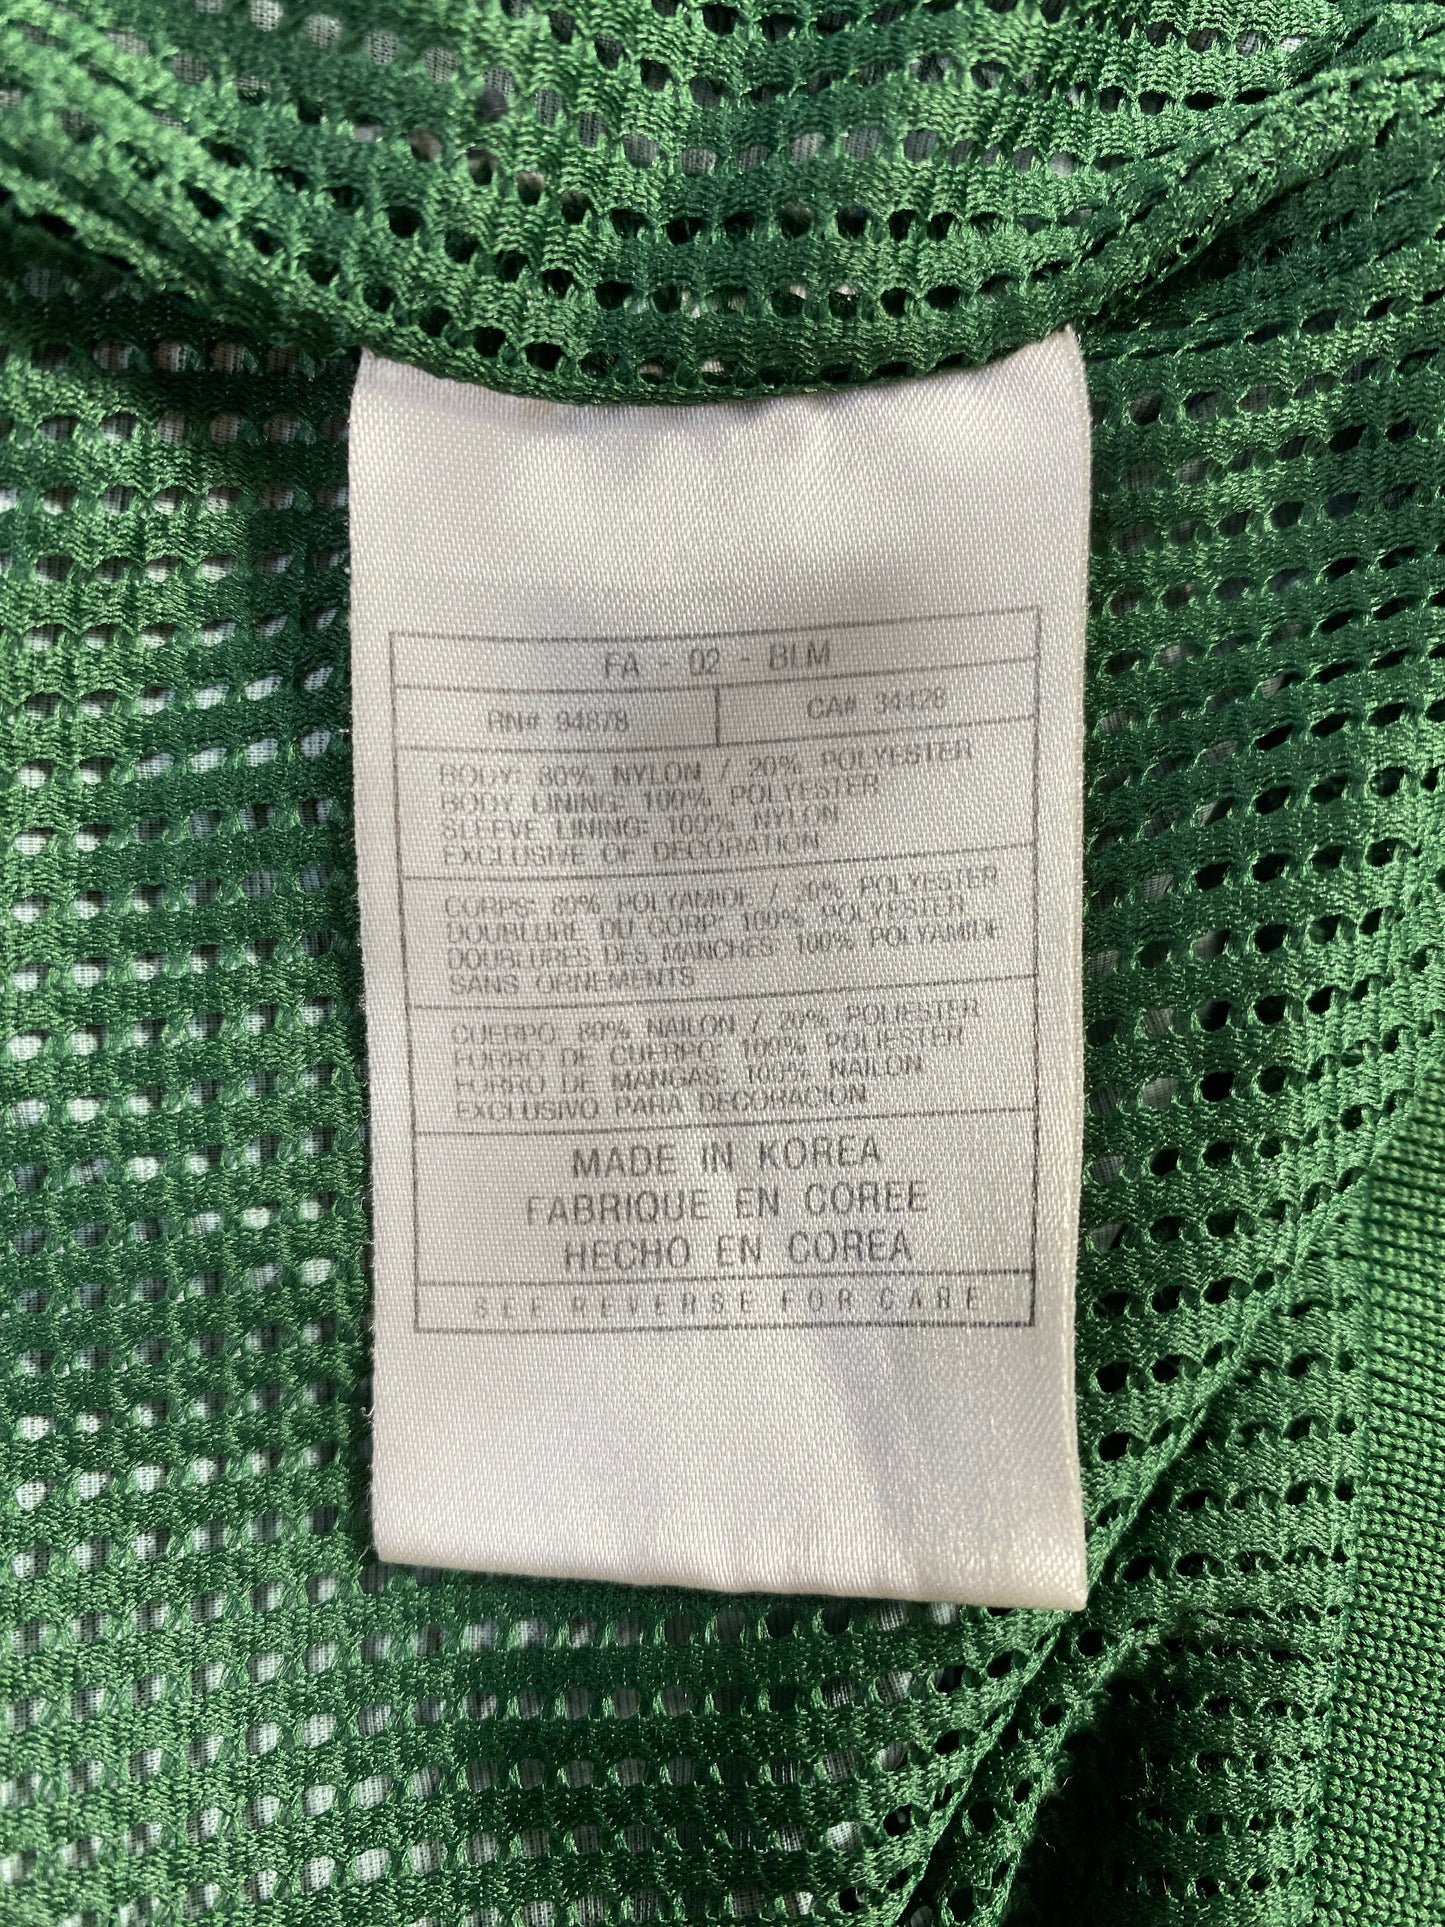 FA - 02 - BLM
RN# 94878 CA# 34428
BODY: 80% NYLON / 20% POLYESTER
BODY LINING: 100% POLYESTER
SLEEVE LINING: 100% NYLON
EXCLUSIVE OF DECORATION
CORPS: 80% POLYAMIDE / 20% POLYESTER
DOUBLURE DU CORP: 100% POLYESTER
DOUBLURES DES MANCHES: 100% POLYAMIDE
SANS ORNEMENTS
CUERPO: 80% NAILON / 20% POLIESTER
FORRO DE CUERPO: 100% POLIESTER
FORRO DE MANGAS: 100% NAILON
EXCLUSIVO PARA DECORACION
MADE IN KOREA
FABRIQUE EN COREE
HECHO EN COREA
SEE REVERSE FOR CARE